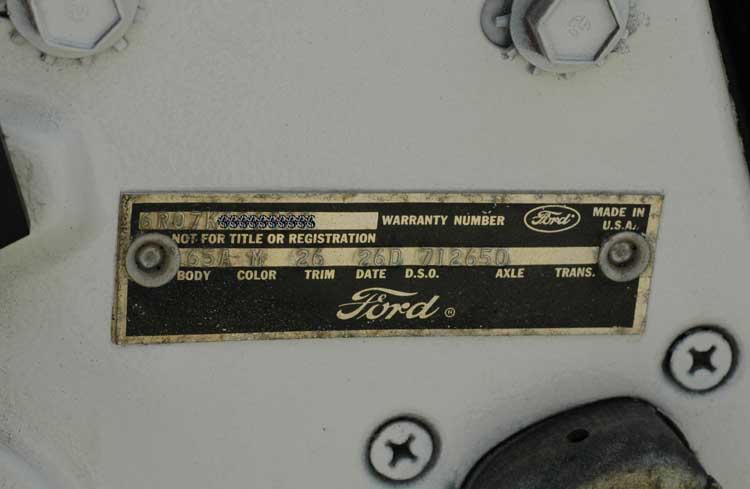 6R07K WARRANTY NUMBER Ford MADE IN U.S.A.
NOT FOR TITLE OR REGISTRATION
65A M 26 26D 712650
BODY COLOR TRIM DATE D.S.O. AXLE TRANS.
Ford ®